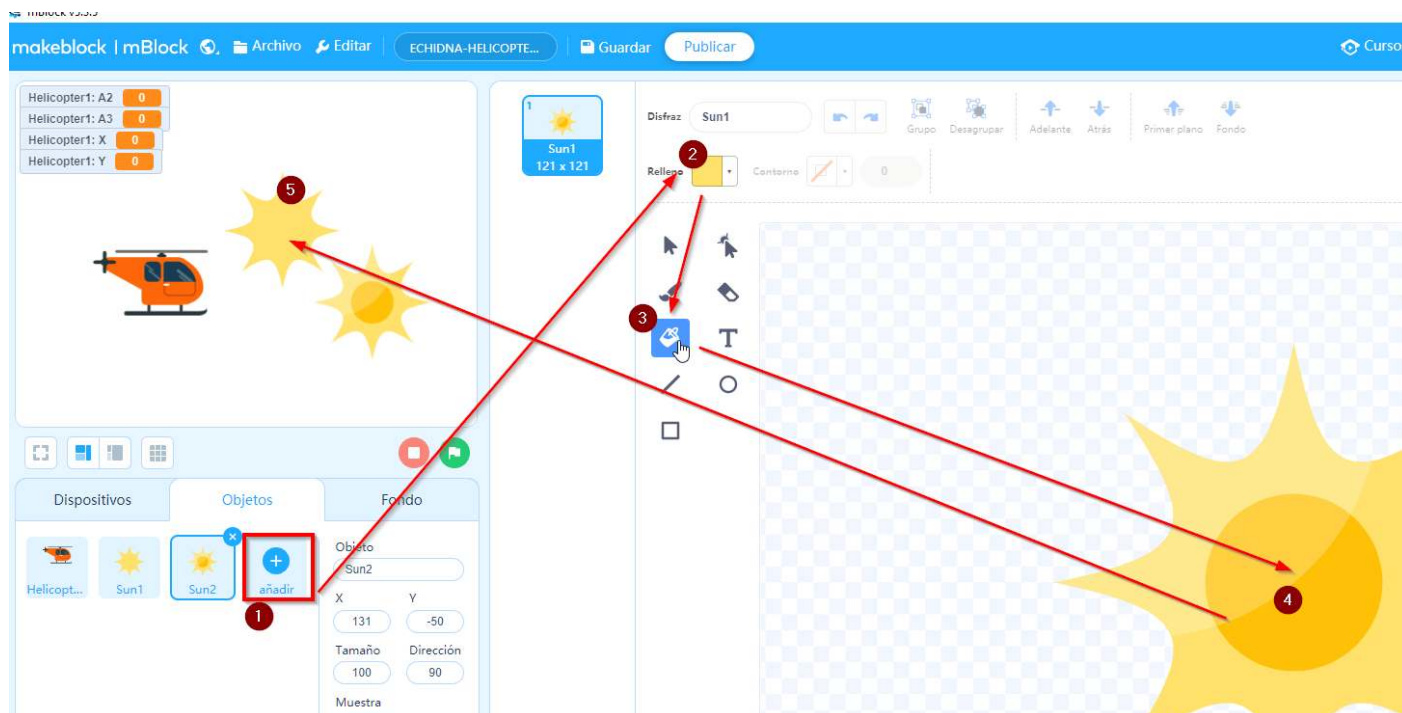 mBlock v5.3.5
makeblock | mBlock Archivo Editar ECHIDNA-HELICOPTE... Guardar Publicar Curso
Helicopter1: A2 0
Helicopter1: A3 0
Helicopter1: X 0
Helicopter1: Y 0
5
1
Sun1
121 x 121
Disfraz Sun1
Grupo Desagrupar Adelante Atrás Primer plano Fondo
2
Relleno Contorno 0
3
T
4
Dispositivos Objetos Fondo
Helicopt... Sun1 Sun2 añadir
1
Objeto
Sun2
X Y
131 -50
Tamaño Dirección
100 90
Muestra